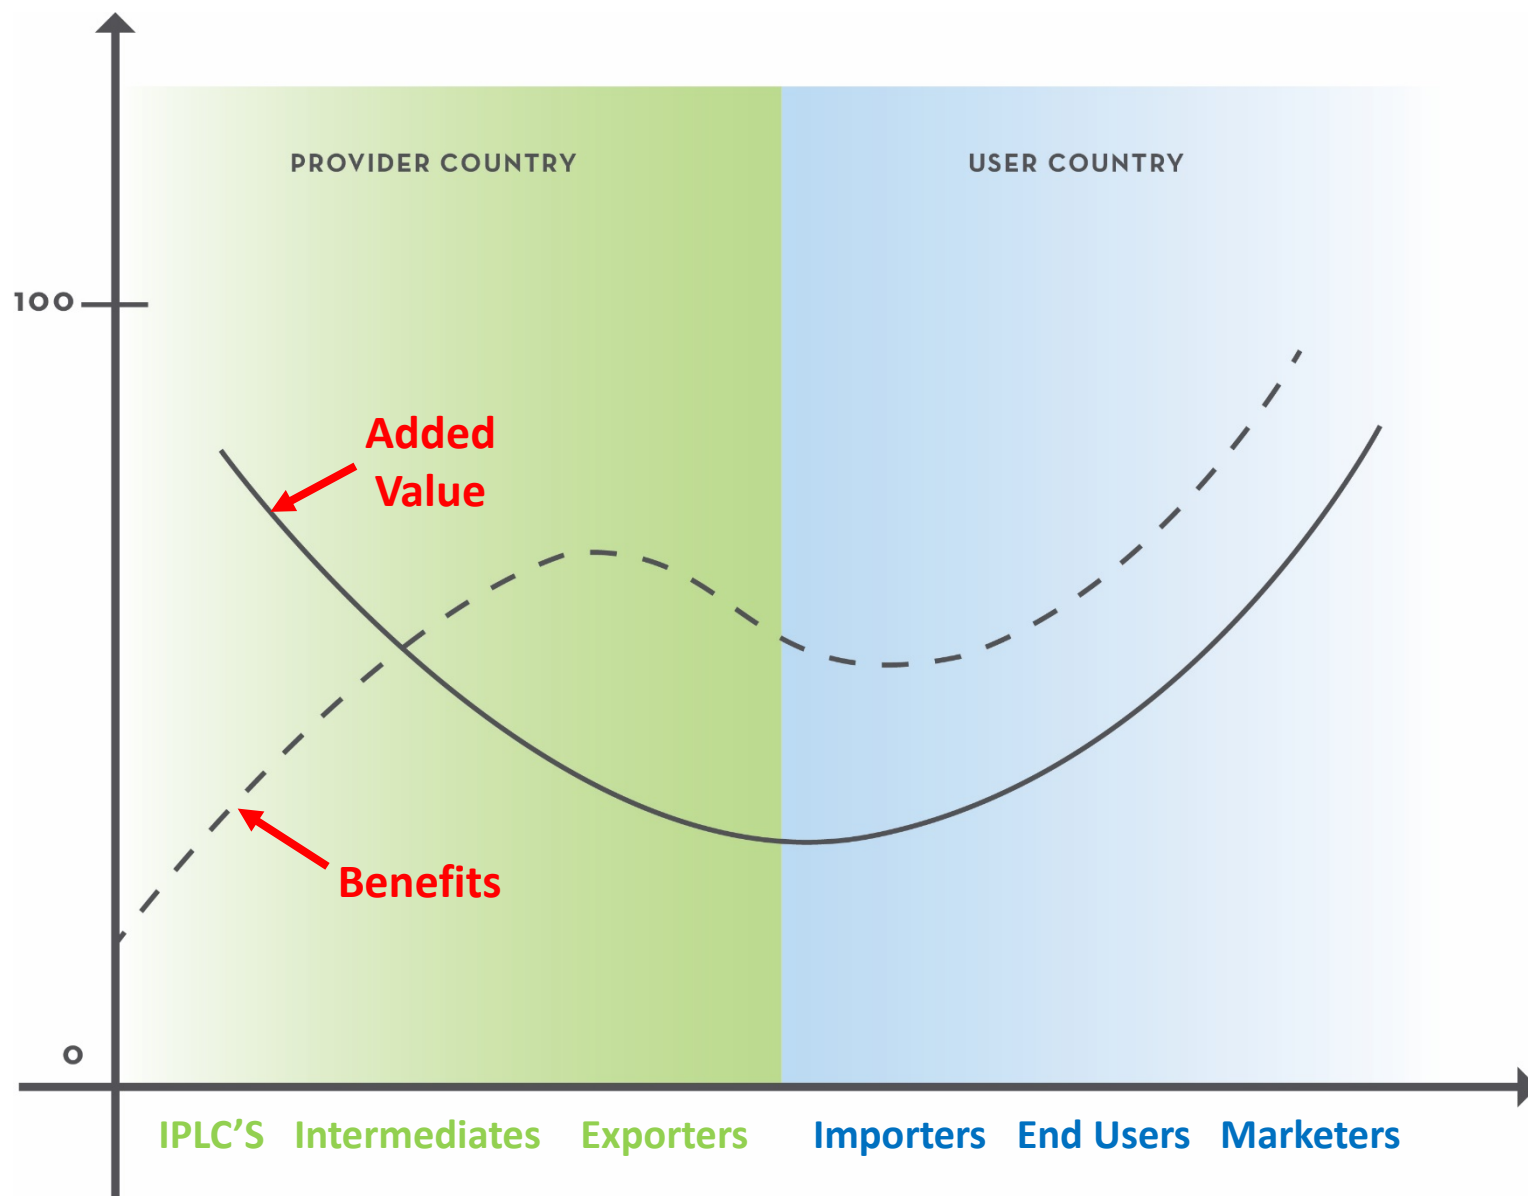 PROVIDER COUNTRY
USER COUNTRY
100
Added
Value
Benefits
0
IPLC'S Intermediates Exporters Importers End Users Marketers